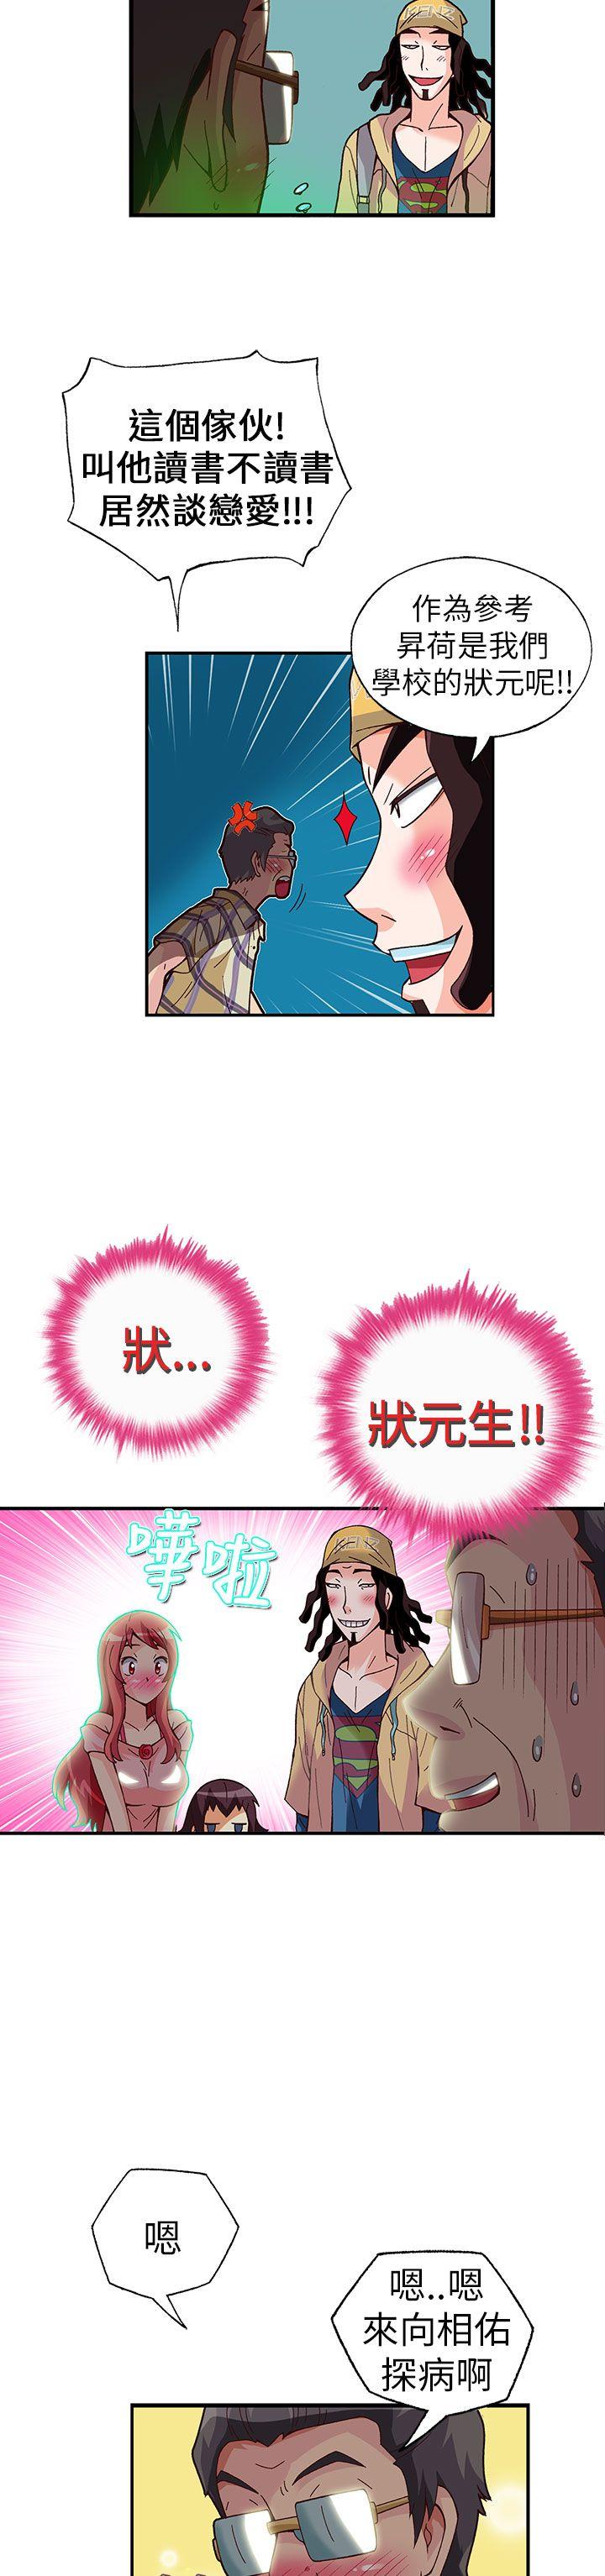 KENZ
這個傢伙!
叫他讀書不讀書
居然談戀愛!!!
作為參考
昇荷是我們
學校的狀元呢!!
狀...
狀元生!!
嘩啦
KENZ
嗯
嗯..嗯
來向相佑
探病啊